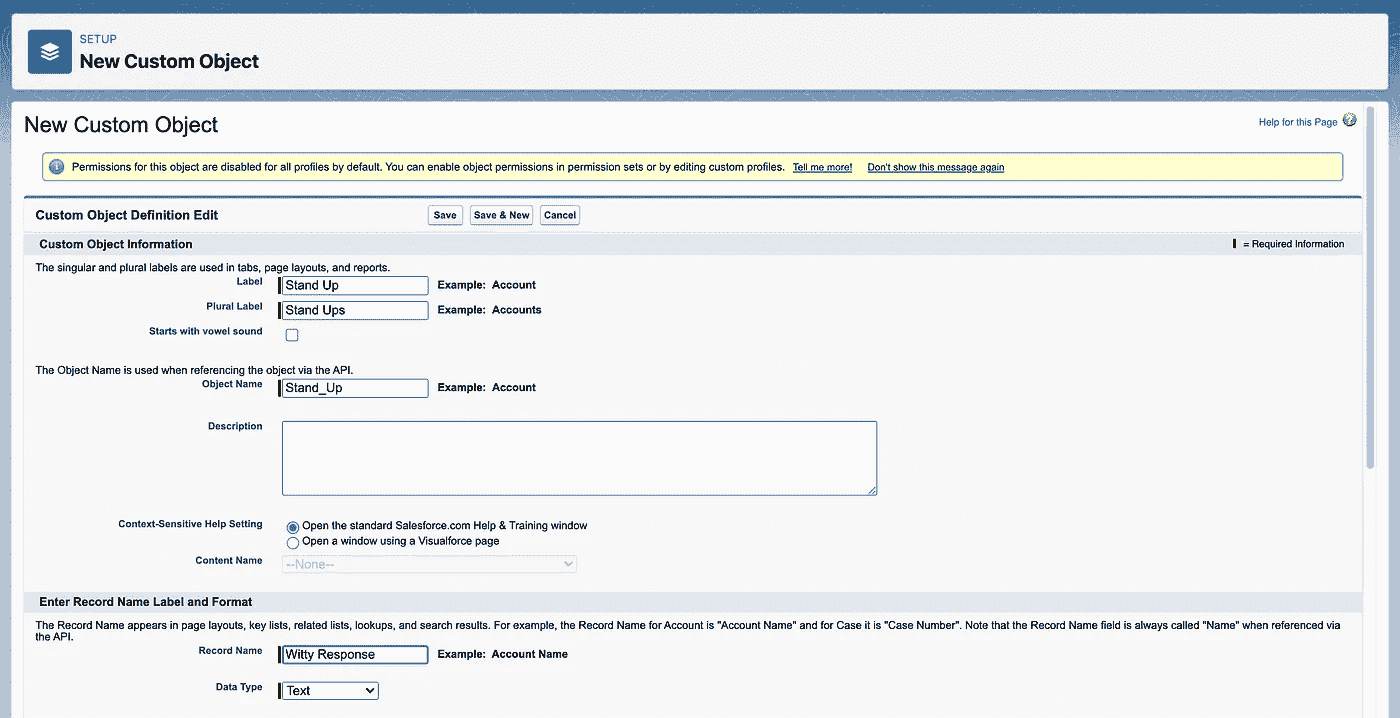 SETUP
New Custom Object
New Custom Object
Help for this Page
Permissions for this object are disabled for all profiles by default. You can enable object permissions in permission sets or by editing custom profiles. Tell me more! Don't show this message again
Custom Object Definition Edit Save Save & New Cancel
Custom Object Information = Required Information
The singular and plural labels are used in tabs, page layouts, and reports.
Label Stand Up Example: Account
Plural Label Stand Ups Example: Accounts
Starts with vowel sound
The Object Name is used when referencing the object via the API.
Object Name Stand_Up Example: Account
Description
Context-Sensitive Help Setting Open the standard Salesforce.com Help & Training window
Open a window using a Visualforce page
Content Name --None--
Enter Record Name Label and Format
The Record Name appears in page layouts, key lists, related lists, lookups, and search results. For example, the Record Name for Account is "Account Name" and for Case it is "Case Number". Note that the Record Name field is always called "Name" when referenced via
the API.
Record Name Witty Response Example: Account Name
Data Type Text